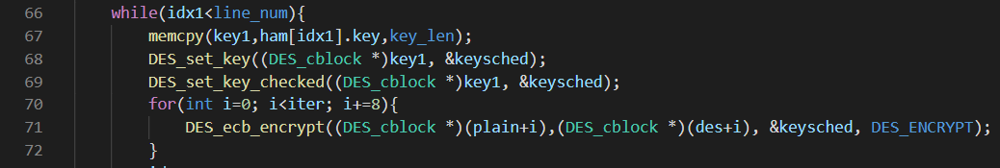 66 while(idx1<line_num){
67 memcpy(key1,ham[idx1].key,key_len);
68 DES_set_key((DES_cblock *)key1, &keysched);
69 DES_set_key_checked((DES_cblock *)key1, &keysched);
70 for(int i=0; i<iter; i+=8){
71 DES_ecb_encrypt((DES_cblock *)(plain+i),(DES_cblock *)(des+i), &keysched, DES_ENCRYPT);
72 }